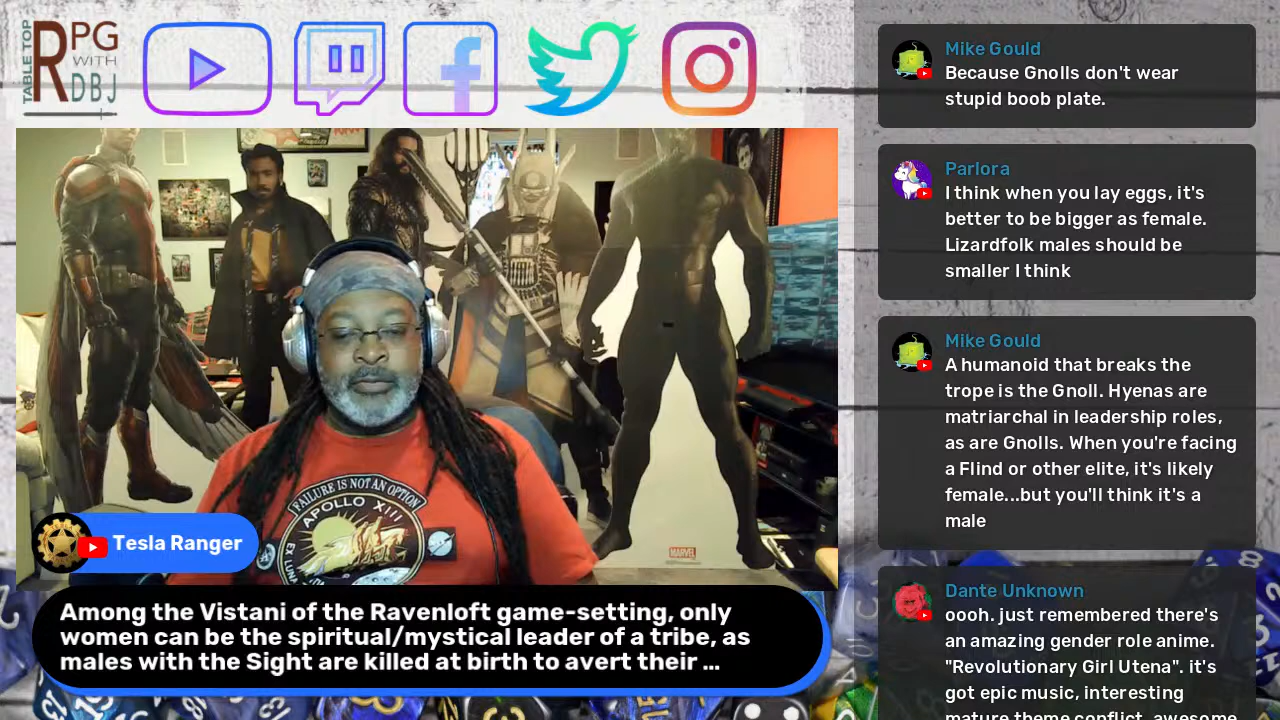 TABLE TOP
RPG
WITH
DBJ
Mike Gould
Because Gnolls don't wear
stupid boob plate.
Parlora
I think when you lay eggs, it's
better to be bigger as female.
Lizardfolk males should be
smaller I think
Mike Gould
A humanoid that breaks the
trope is the Gnoll. Hyenas are
matriarchal in leadership roles,
as are Gnolls. When you're facing
a Flind or other elite, it's likely
female...but you'll think it's a
male
Dante Unknown
oooh. just remembered there's
an amazing gender role anime.
"Revolutionary Girl Utena". it's
got epic music, interesting
mature theme conflict, awesome
FAILURE IS NOT AN OPTION
APOLLO XIII
EX LUNA
MARVEL
Tesla Ranger
Among the Vistani of the Ravenloft game-setting, only
women can be the spiritual/mystical leader of a tribe, as
males with the Sight are killed at birth to avert their ...